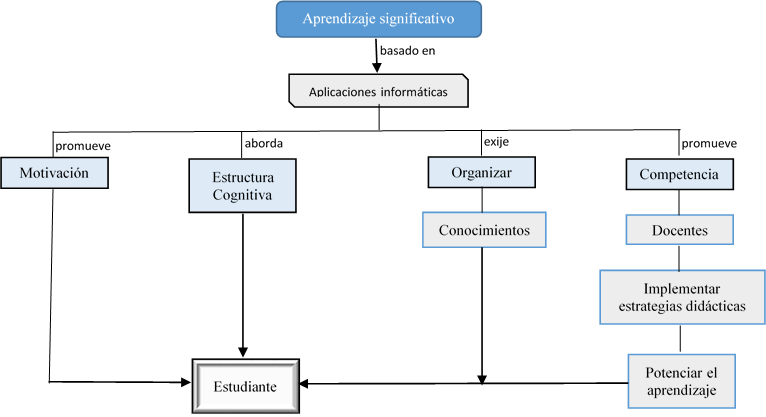 Aprendizaje significativo
basado en
Aplicaciones informáticas
promueve
aborda
exije
promueve
Motivación
Estructura
Cognitiva
Organizar
Competencia
Conocimientos
Docentes
Implementar
estrategias didácticas
Estudiante
Potenciar el
aprendizaje